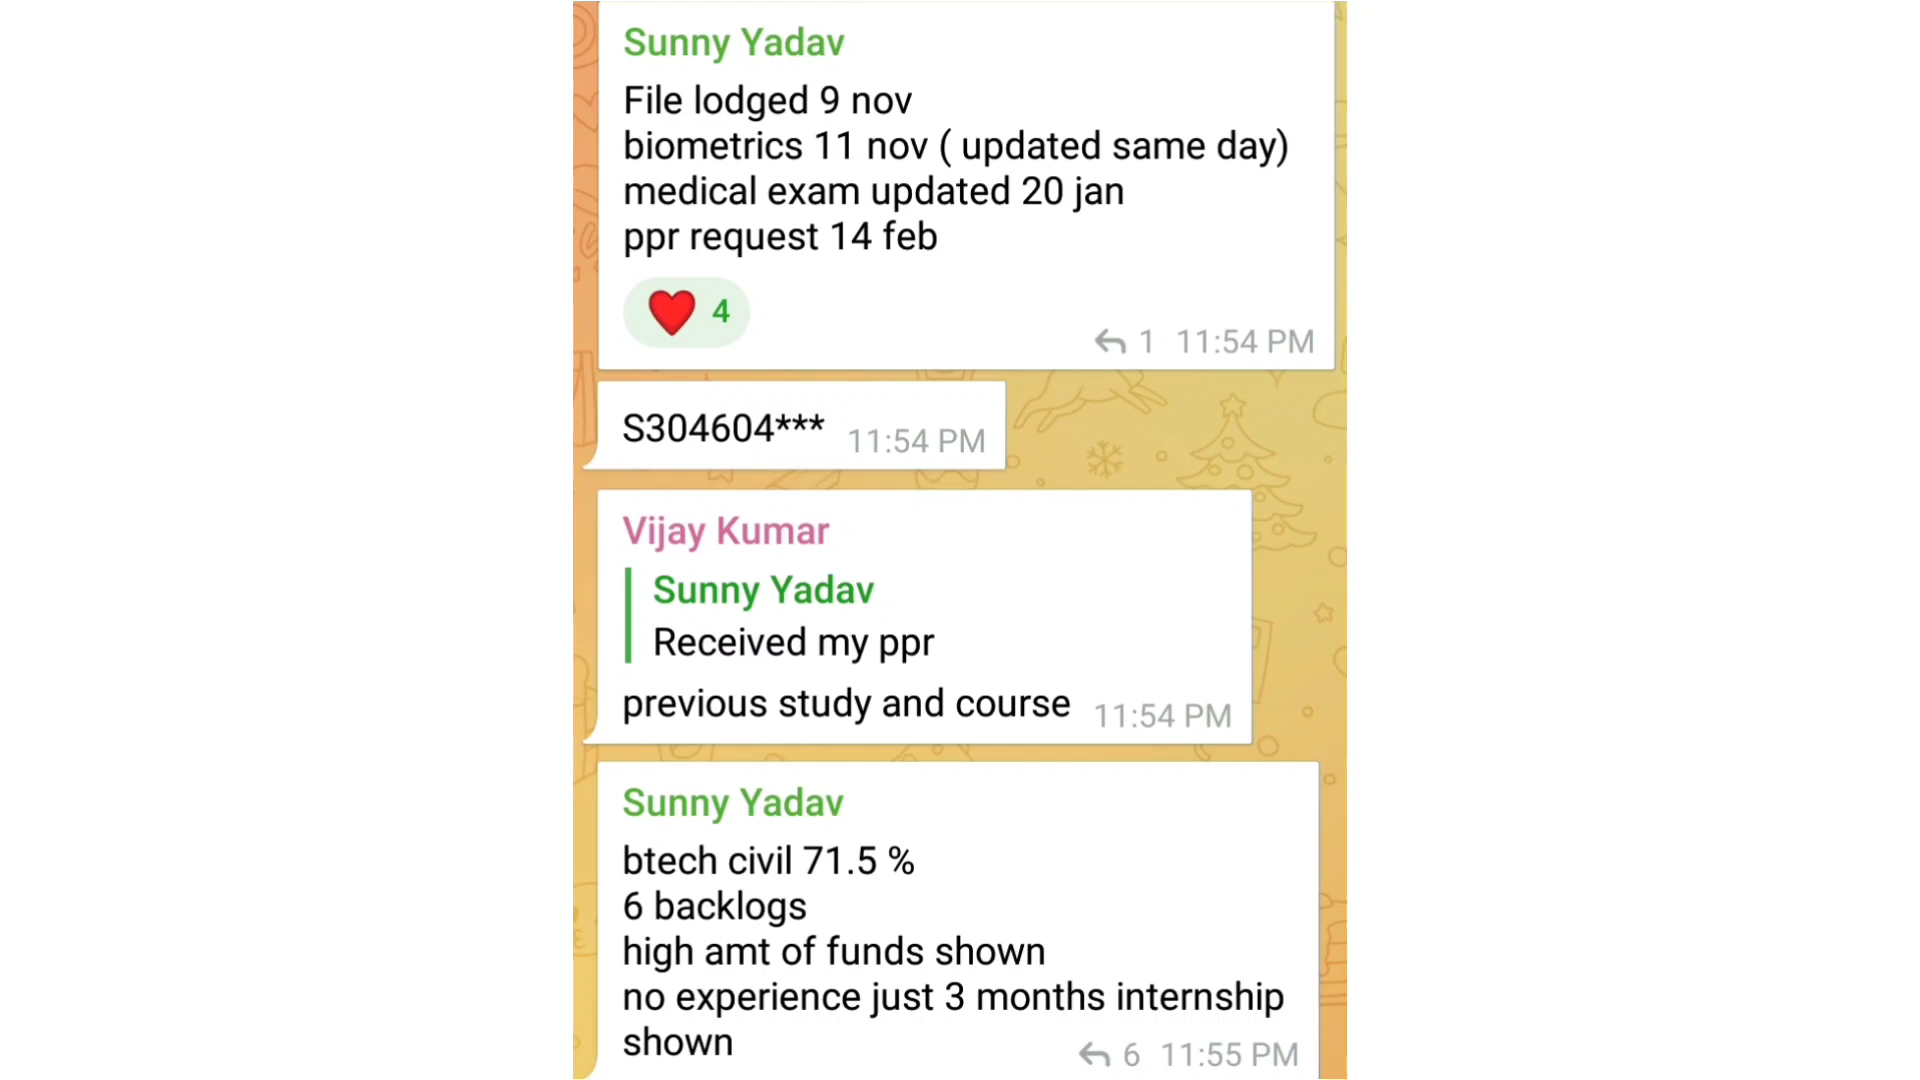 Sunny Yadav
File lodged 9 nov
biometrics 11 nov ( updated same day)
medical exam updated 20 jan
ppr request 14 feb
❤️ 4
1 11:54 PM
S304604*** 11:54 PM
Vijay Kumar
Sunny Yadav
Received my ppr
previous study and course 11:54 PM
Sunny Yadav
btech civil 71.5 %
6 backlogs
high amt of funds shown
no experience just 3 months internship
shown
6 11:55 PM